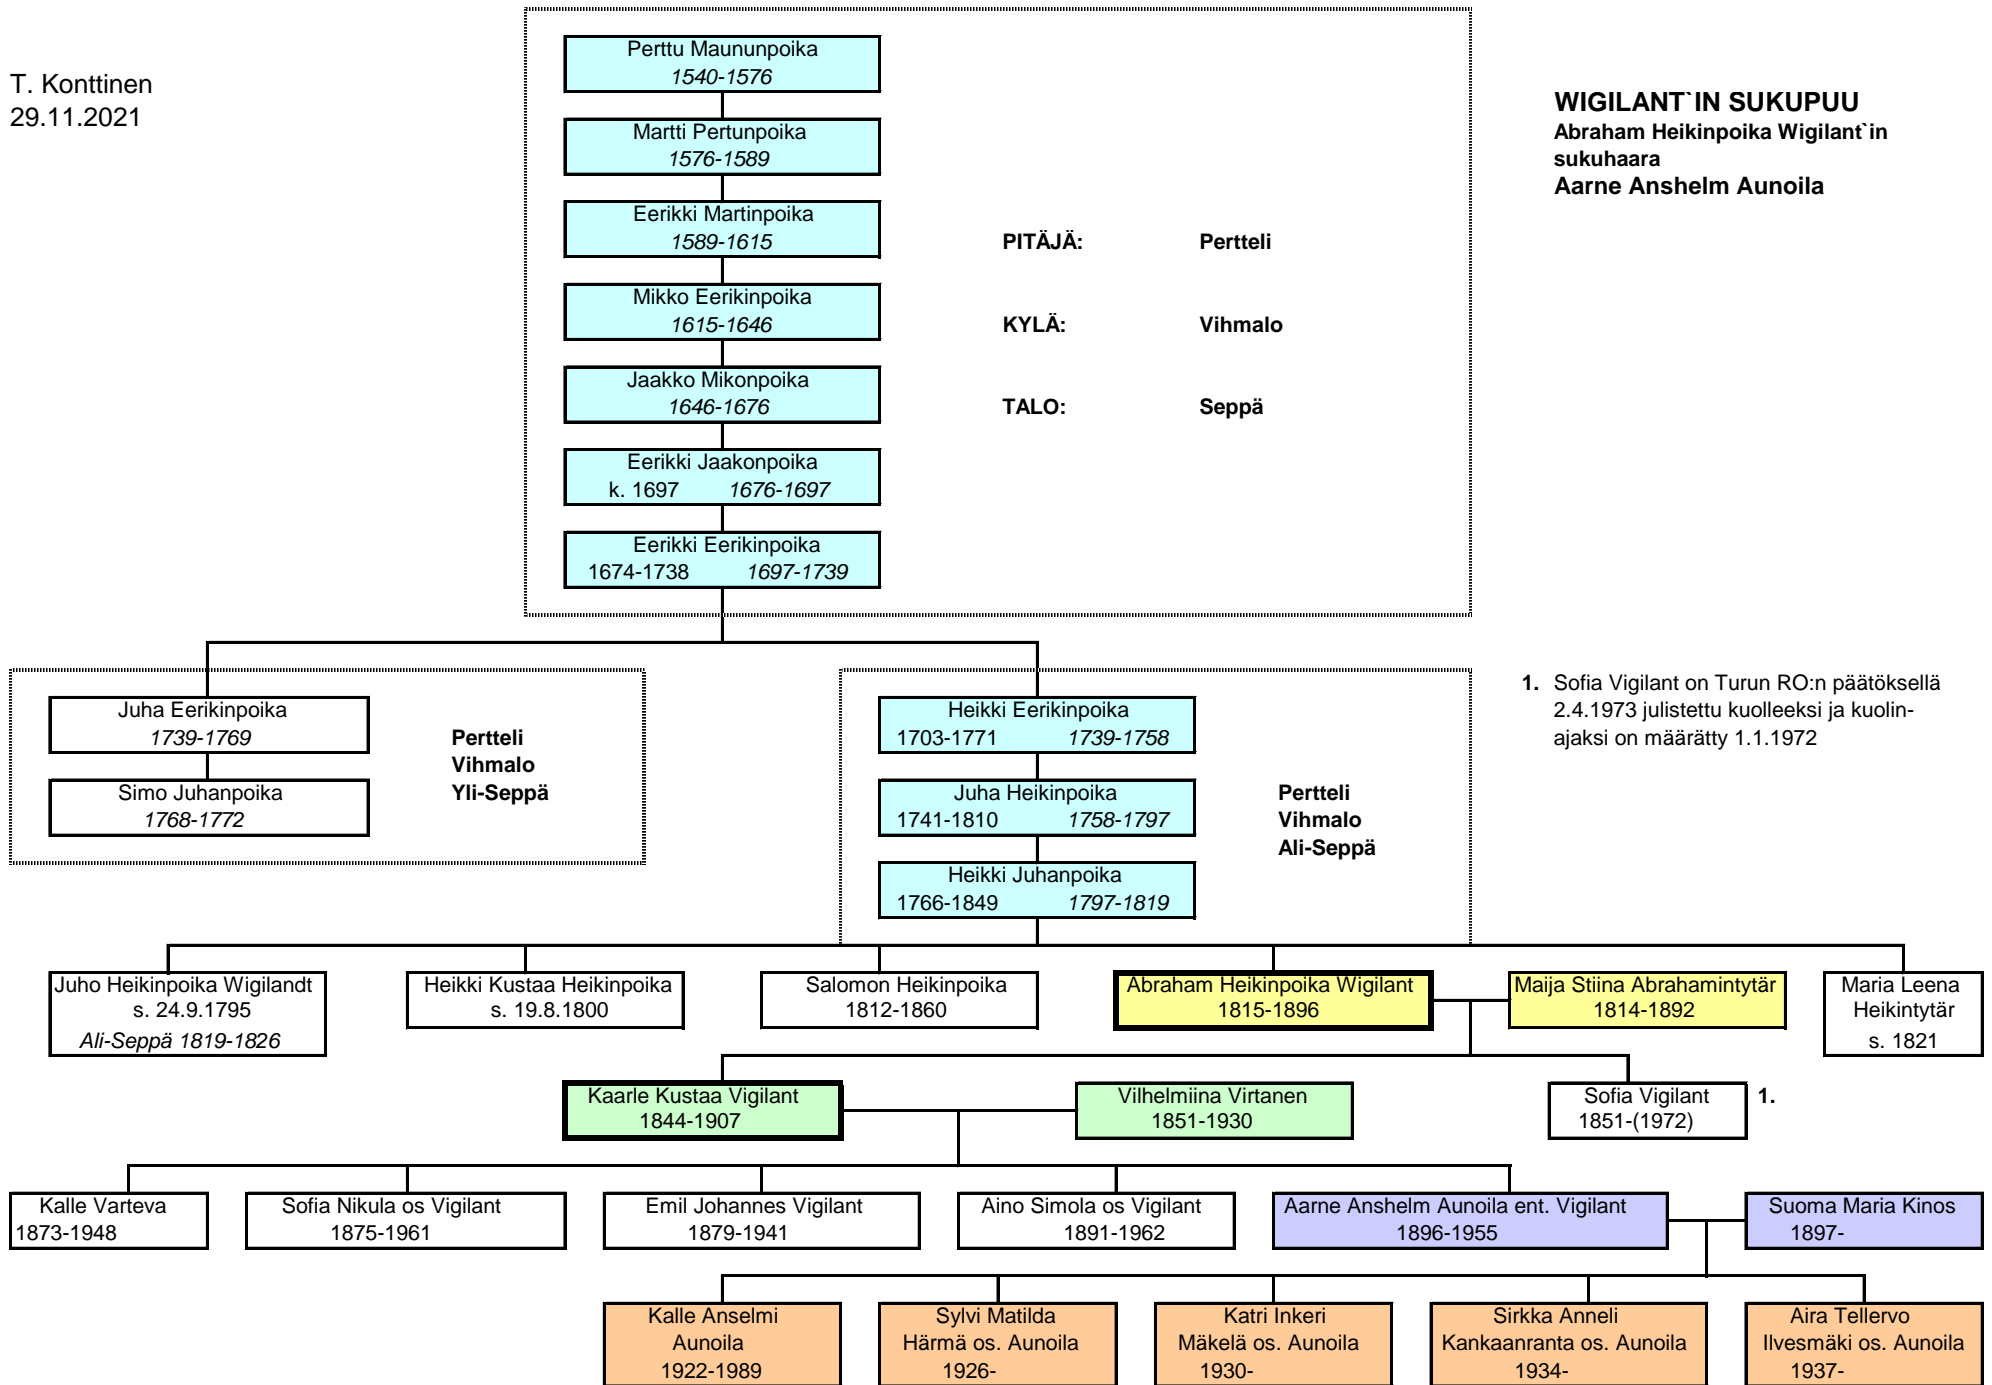 T. Konttinen
29.11.2021
WIGILANT`IN SUKUPUU
Abraham Heikinpoika Wigilant`in
sukuhaara
Aarne Anshelm Aunoila
Perttu Maununpoika
1540-1576
Martti Pertunpoika
1576-1589
Eerikki Martinpoika
1589-1615
PITÄJÄ: Pertteli
Mikko Eerikinpoika
1615-1646
KYLÄ: Vihmalo
Jaakko Mikonpoika
1646-1676
TALO: Seppä
Eerikki Jaakonpoika
k. 1697 1676-1697
Eerikki Eerikinpoika
1674-1738 1697-1739
Juha Eerikinpoika
1739-1769
Simo Juhanpoika
1768-1772
Pertteli
Vihmalo
Yli-Seppä
Heikki Eerikinpoika
1703-1771 1739-1758
Juha Heikinpoika
1741-1810 1758-1797
Heikki Juhanpoika
1766-1849 1797-1819
Pertteli
Vihmalo
Ali-Seppä
1. Sofia Vigilant on Turun RO:n päätöksellä
2.4.1973 julistettu kuolleeksi ja kuolin-
ajaksi on määrätty 1.1.1972
Juho Heikinpoika Wigilandt
s. 24.9.1795
Ali-Seppä 1819-1826
Heikki Kustaa Heikinpoika
s. 19.8.1800
Salomon Heikinpoika
1812-1860
Abraham Heikinpoika Wigilant
1815-1896
Maija Stiina Abrahamintytär
1814-1892
Maria Leena
Heikintytär
s. 1821
Kaarle Kustaa Vigilant
1844-1907
Vilhelmiina Virtanen
1851-1930
Sofia Vigilant
1851-(1972)
1.
Kalle Varteva
1873-1948
Sofia Nikula os Vigilant
1875-1961
Emil Johannes Vigilant
1879-1941
Aino Simola os Vigilant
1891-1962
Aarne Anshelm Aunoila ent. Vigilant
1896-1955
Suoma Maria Kinos
1897-
Kalle Anselmi
Aunoila
1922-1989
Sylvi Matilda
Härmä os. Aunoila
1926-
Katri Inkeri
Mäkelä os. Aunoila
1930-
Sirkka Anneli
Kankaanranta os. Aunoila
1934-
Aira Tellervo
Ilvesmäki os. Aunoila
1937-